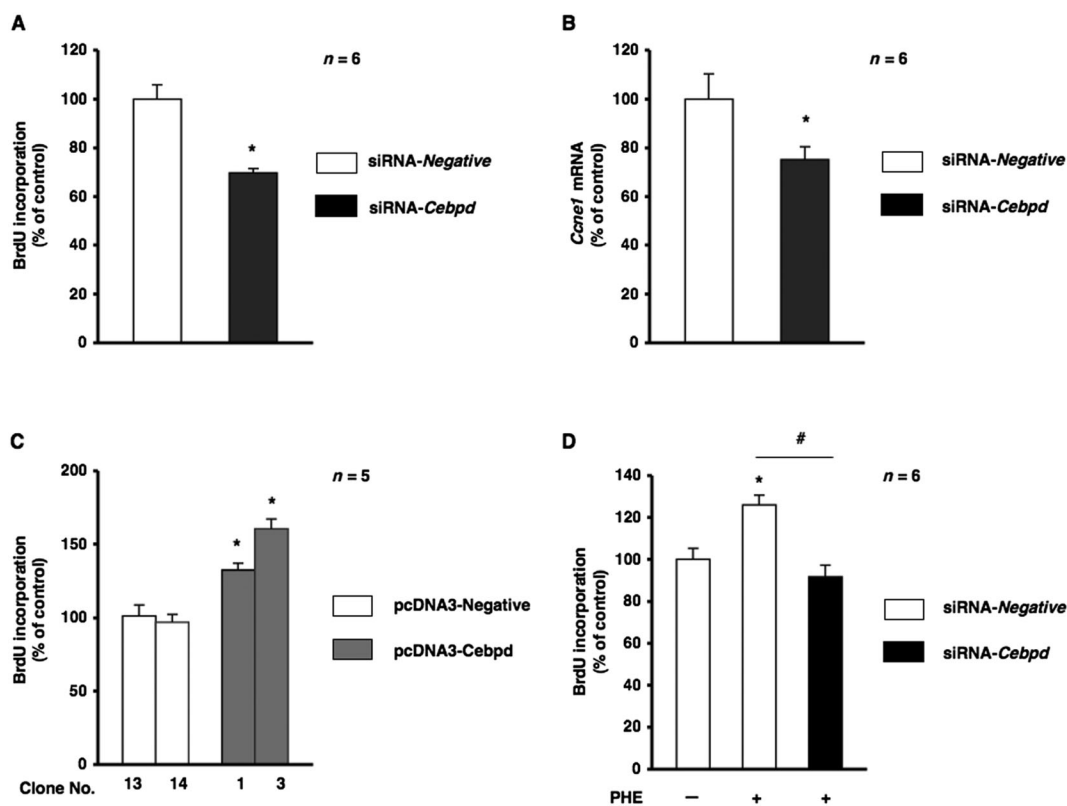 A
n = 6
BrdU incorporation
(% of control)
120
100
80
60
40
20
0
*
siRNA-Negative
siRNA-Cebpd
B
n = 6
Ccne1 mRNA
(% of control)
120
100
80
60
40
20
0
*
siRNA-Negative
siRNA-Cebpd
C
n = 5
BrdU incorporation
(% of control)
200
150
100
50
0
* *
pcDNA3-Negative
pcDNA3-Cebpd
Clone No. 13 14 1 3
D
#
n = 6
BrdU incorporation
(% of control)
140
120
100
80
60
40
20
0
*
siRNA-Negative
siRNA-Cebpd
PHE – + +